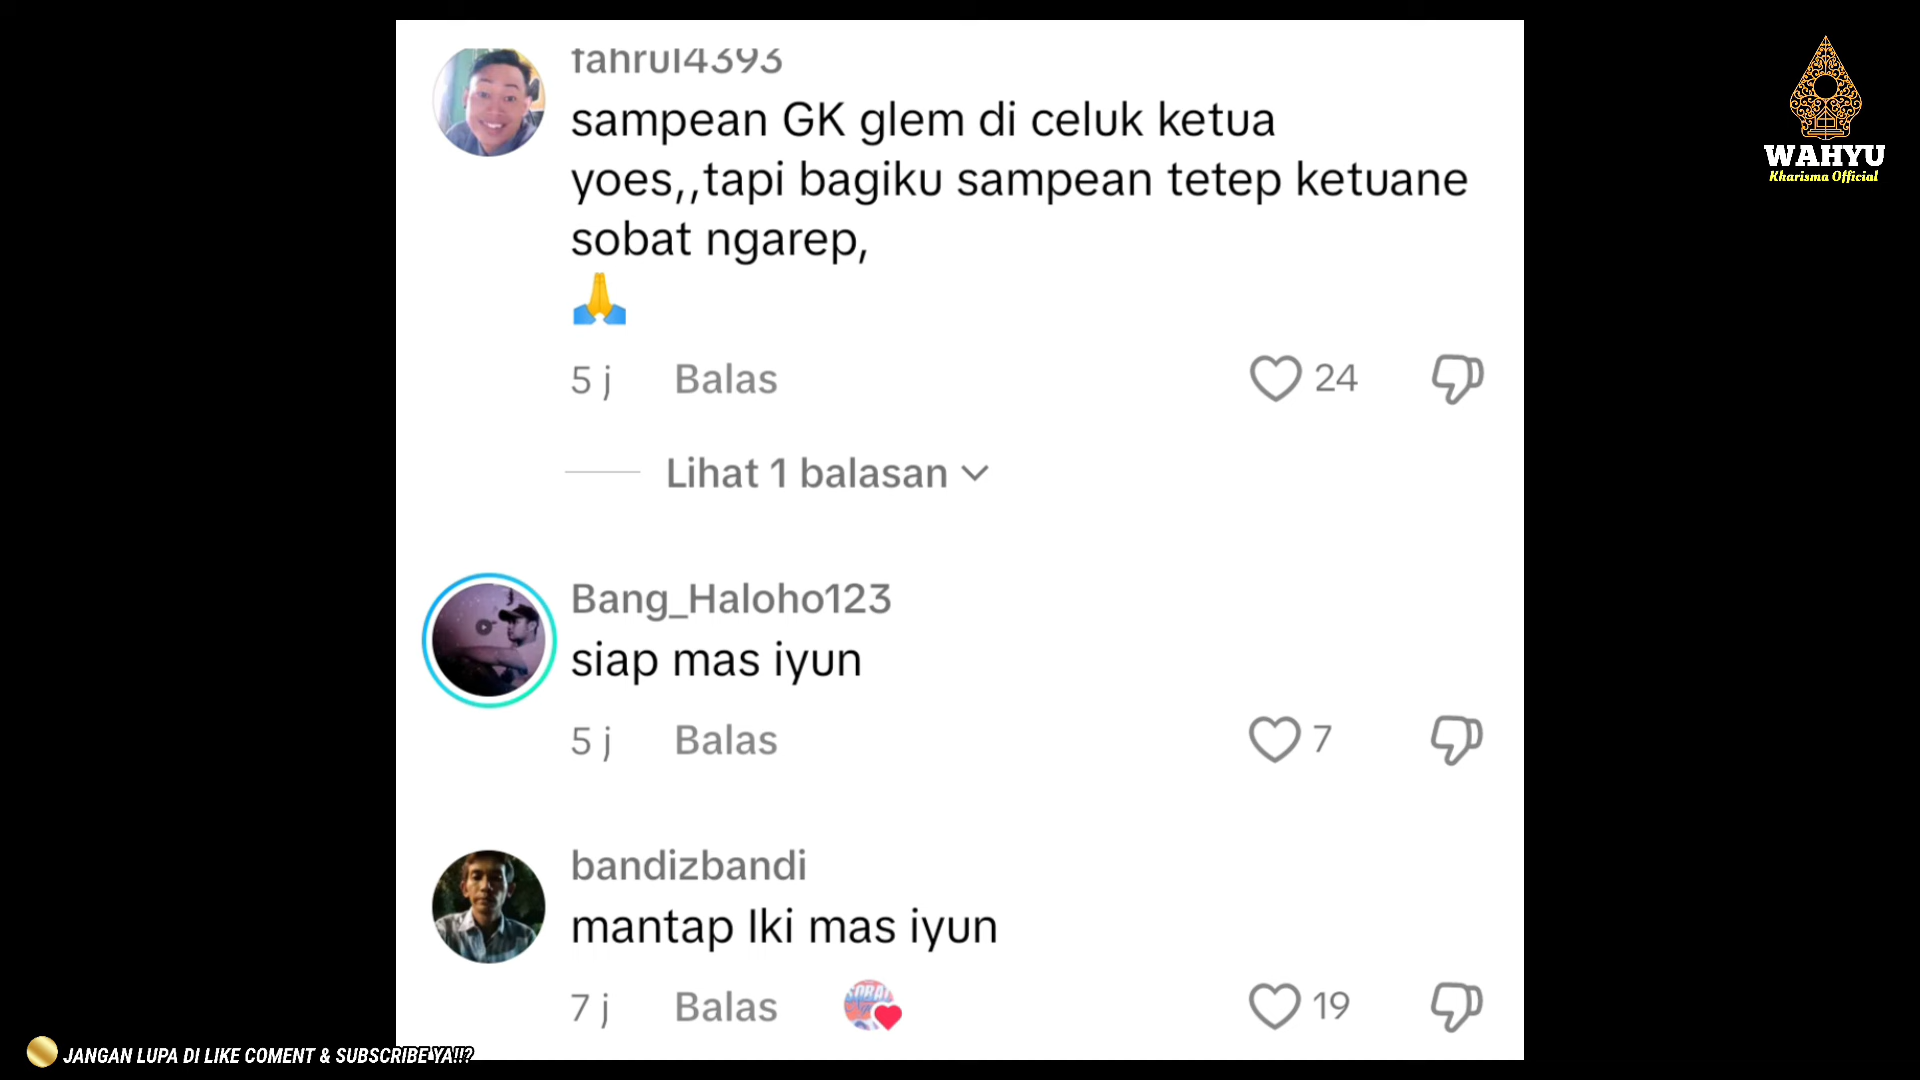 fahrul4393
sampean GK glem di celuk ketua
yoes,,tapi bagiku sampean tetep ketuane
sobat ngarep,
🙏
5 j Balas 24
Lihat 1 balasan
Bang_Haloho123
siap mas iyun
5 j Balas 7
bandizbandi
mantap Iki mas iyun
7 j Balas 19
SOBAT
WAHYU
Kharisma Official
JANGAN LUPA DI LIKE COMENT & SUBSCRIBE YA!!?